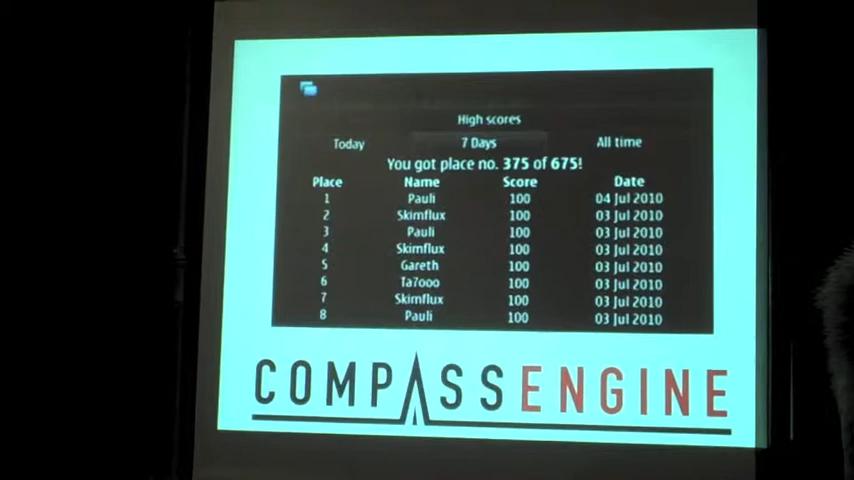 High scores
Today 7 Days All time
You got place no. 375 of 675!
Place Name Score Date
1 Pauli 100 04 Jul 2010
2 Skimflux 100 03 Jul 2010
3 Pauli 100 03 Jul 2010
4 Skimflux 100 03 Jul 2010
5 Gareth 100 03 Jul 2010
6 Ta7ooo 100 03 Jul 2010
7 Skimflux 100 03 Jul 2010
8 Pauli 100 03 Jul 2010
COMPASSENGINE